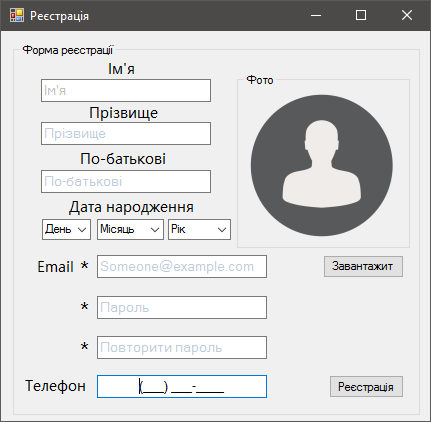 Реєстрація
Форма реєстрації
Ім'я
Ім'я
Прізвище
Прізвище
По-батькові
По-батькові
Дата народження
День Місяць Рік
Фото
Email * Someone@example.com
Завантажит
* Пароль
* Повторити пароль
Телефон (___) ___-____
Реєстрація